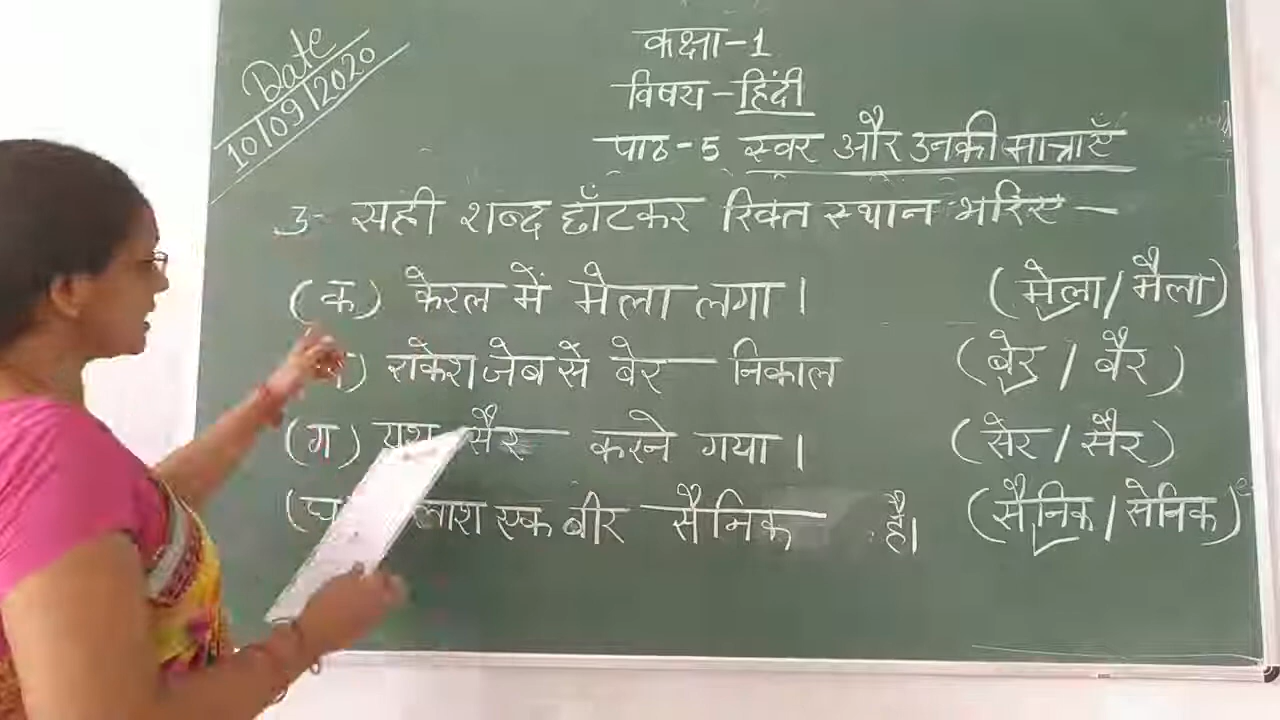 Date
10/09/2020
कक्षा-1
विषय-हिंदी
पाठ-5 स्वर और उनकी मात्राएँ
3- सही शब्द छाँटकर रिक्त स्थान भरिए-
(क) केरल में मेला लगा। (मेला/मैला)
) राकेश जेब से बेर निकाल (बेर/बैर)
(ग) सैर करने गया। (सेर/सैर)
(घ एक वीर सैनिक है। (सैनिक/सेनिक)